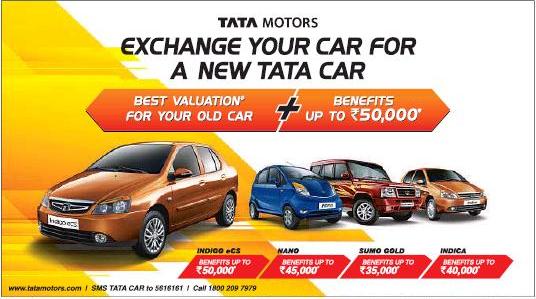 TATA MOTORS
EXCHANGE YOUR CAR FOR
A NEW TATA CAR
BEST VALUATION#
FOR YOUR OLD CAR
+
BENEFITS
UP TO ₹50,000*
Indigo eCS
INDIGO eCS
BENEFITS UP TO
₹50,000*
NANO
BENEFITS UP TO
₹45,000*
SUMO GOLD
BENEFITS UP TO
₹35,000*
INDICA
BENEFITS UP TO
₹40,000*
www.tatamotors.com / SMS TATA CAR to 5616161 / Call 1800 209 7979